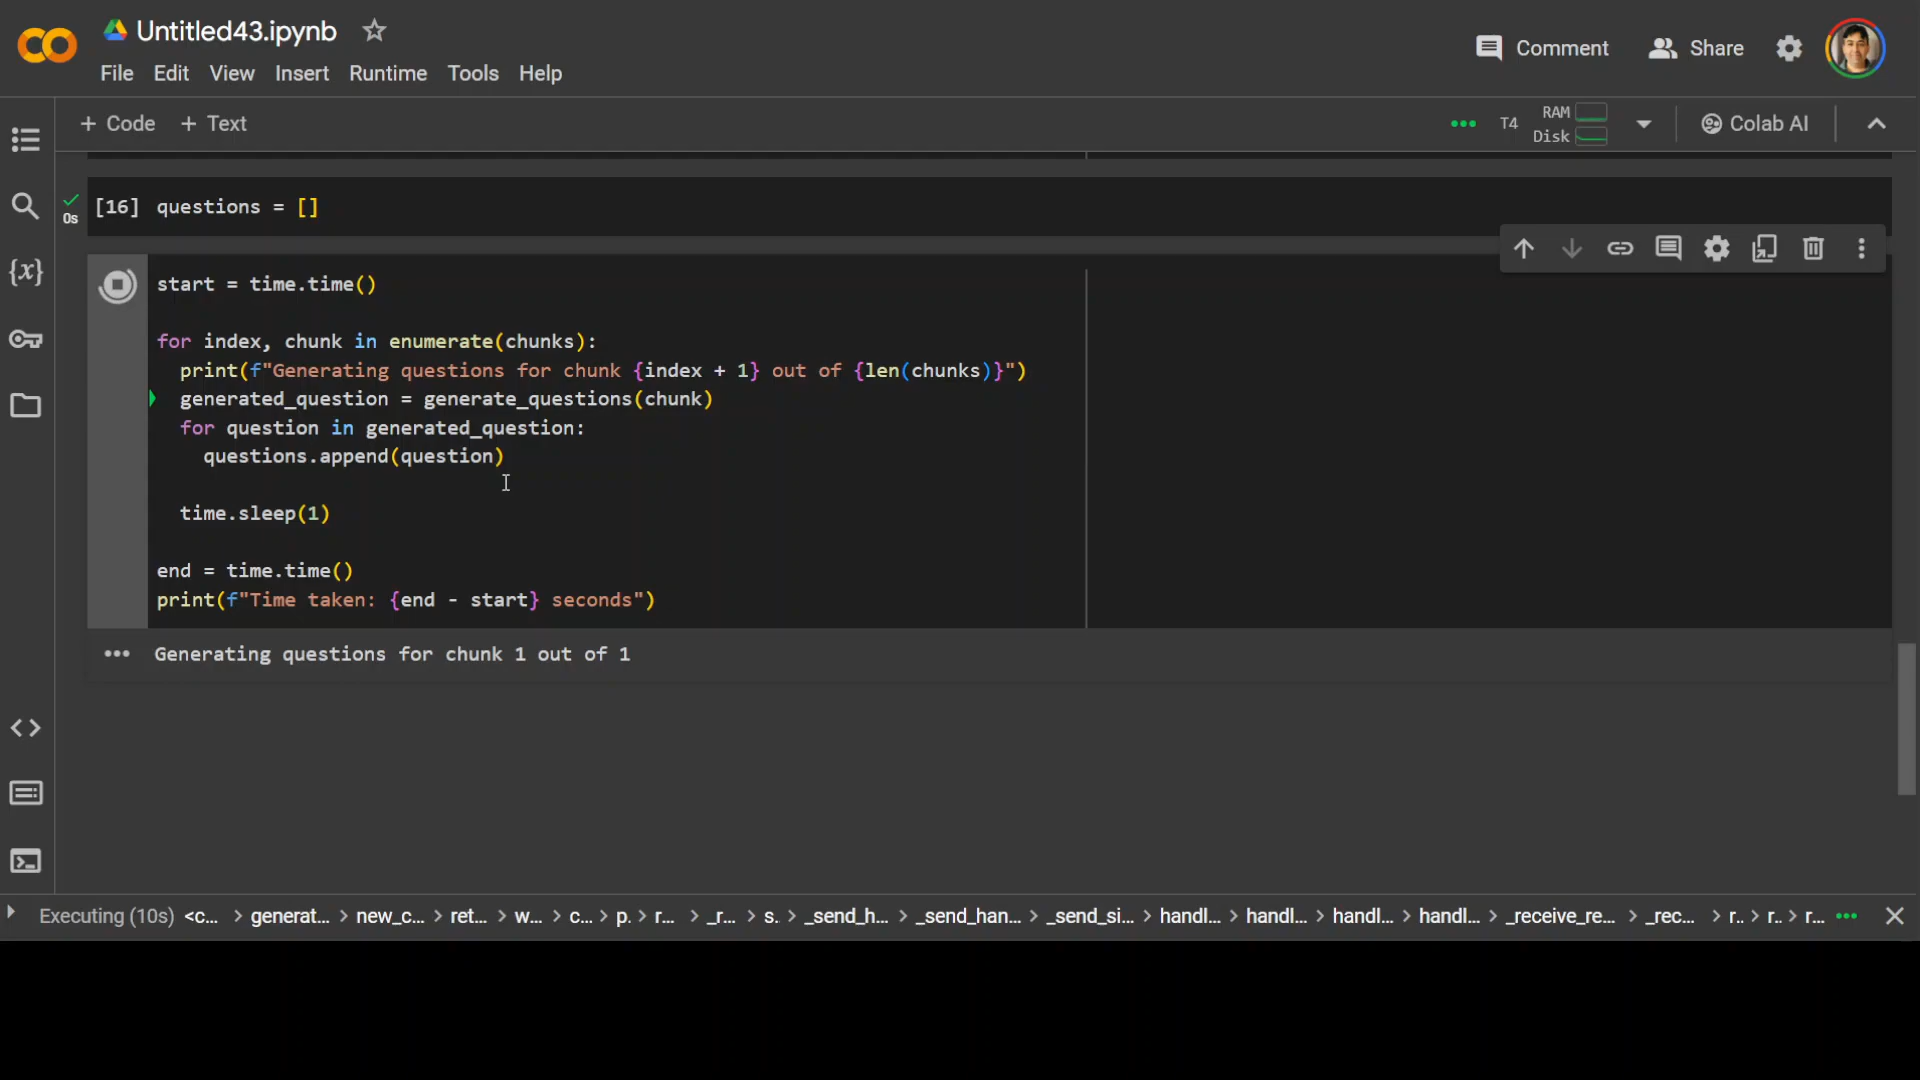 Untitled43.ipynb
Comment
Share
File Edit View Insert Runtime Tools Help
+ Code + Text
T4
RAM
Disk
Colab AI
{x}
0s
[16] questions = []
start = time.time()
for index, chunk in enumerate(chunks):
print(f"Generating questions for chunk {index + 1} out of {len(chunks)}")
generated_question = generate_questions(chunk)
for question in generated_question:
questions.append(question)
time.sleep(1)
end = time.time()
print(f"Time taken: {end - start} seconds")
Generating questions for chunk 1 out of 1
Executing (10s) <c... > generat... > new_c... > ret... > w... > c... > p. > r... > _r... > s. > _send_h... > _send_han... > _send_si... > handl... > handl... > handl... > handl... > _receive_re... > _rec... > r.. > r.. > r...